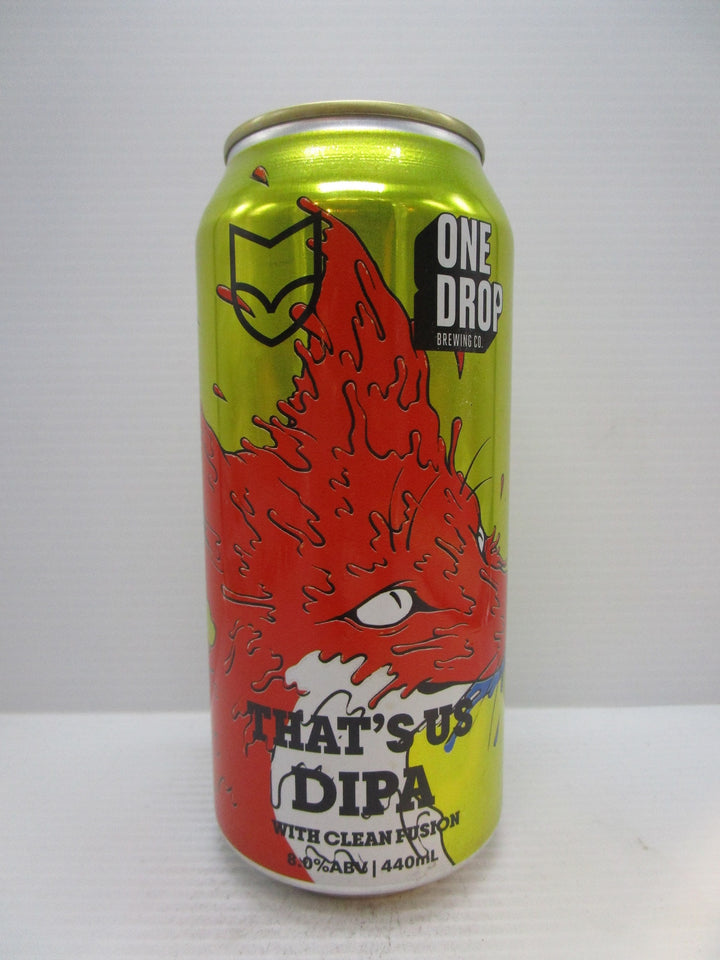 ONE
DROP
BREWING CO.
THAT'S US
DIPA
WITH CLEAN FUSION
8.0%ABV | 440mL